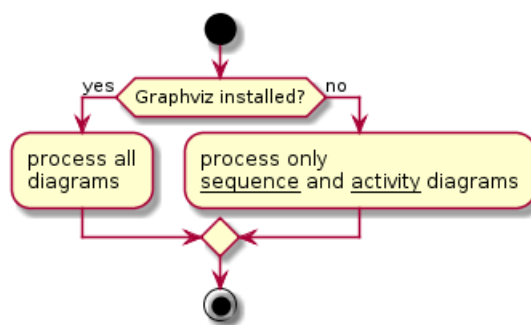 yes
Graphviz installed?
no
process all
diagrams
process only
sequence and activity diagrams